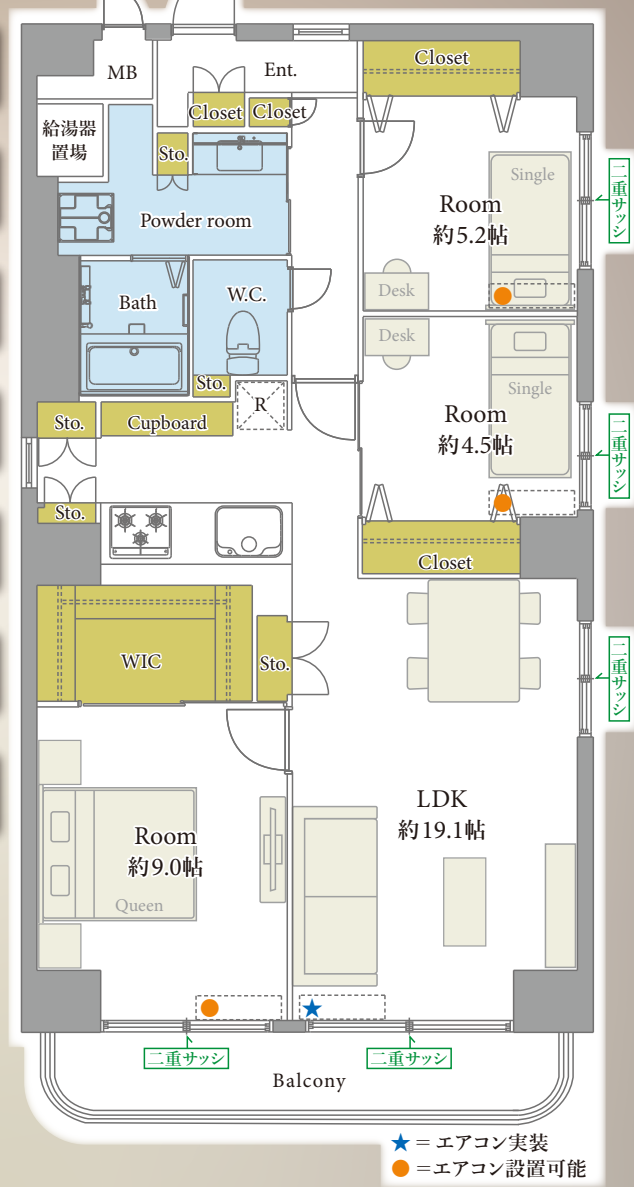 MB
Ent.
Closet
給湯器
置場
Closet
Closet
Sto.
Single
二重サッシ
Room
約5.2帖
Powder room
Desk
Bath
W.C.
Desk
Sto.
R
Single
Room
約4.5帖
二重サッシ
Sto.
Cupboard
Sto.
Closet
WIC
Sto.
二重サッシ
LDK
約19.1帖
Room
約9.0帖
Queen
二重サッシ
二重サッシ
Balcony
★ = エアコン実装
● =エアコン設置可能